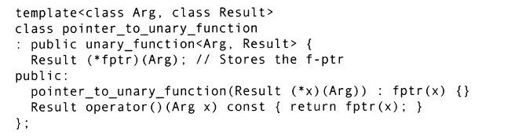 template<class Arg, class Result>
class pointer_to_unary_function
: public unary_function<Arg, Result> {
  Result (*fptr)(Arg); // Stores the f-ptr
public:
  pointer_to_unary_function(Result (*x)(Arg)) : fptr(x) {}
  Result operator()(Arg x) const { return fptr(x); }
};